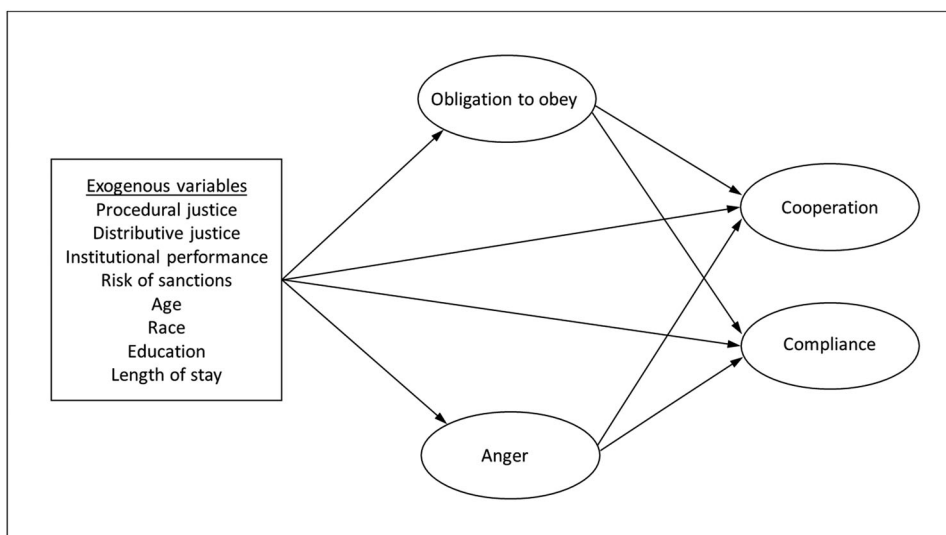 Exogenous variables
Procedural justice
Distributive justice
Institutional performance
Risk of sanctions
Age
Race
Education
Length of stay
Obligation to obey
Anger
Cooperation
Compliance